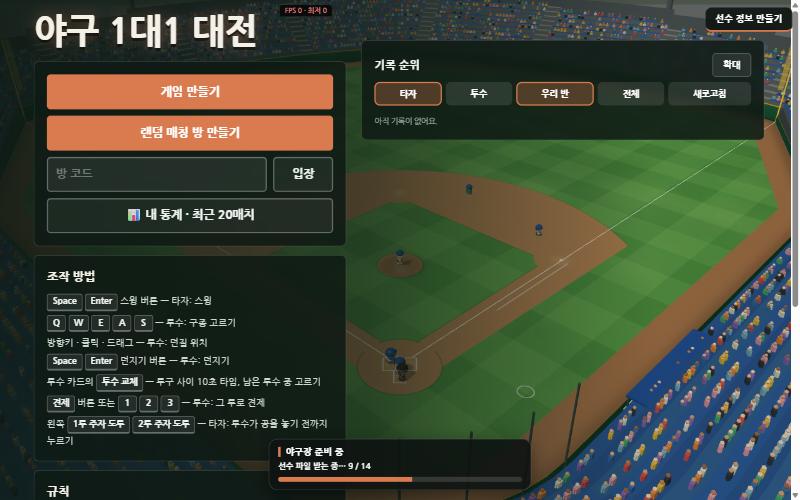 야구 1대1 대전
FPS 0 · 최저 0
선수 정보 만들기
게임 만들기
랜덤 매칭 방 만들기
방 코드
입장
내 통계 · 최근 20매치
기록 순위
확대
타자
투수
우리 반
전체
새로고침
아직 기록이 없어요.
조작 방법
Space Enter 스윙 버튼 — 타자: 스윙
Q W E A S — 투수: 구종 고르기
방향키 · 클릭 · 드래그 — 투수: 던질 위치
Space Enter 던지기 버튼 — 투수: 던지기
투수 카드의 투수 교체 — 투구 사이 10초 타임, 남은 투수 중 고르기
견제 버튼 또는 1 2 3 — 투수: 그 루로 견제
왼쪽 1루 주자 도루 2루 주자 도루 — 타자: 투수가 공을 놓기 전까지
누르기
규칙
야구장 준비 중
선수 파일 받는 중… 9 / 14